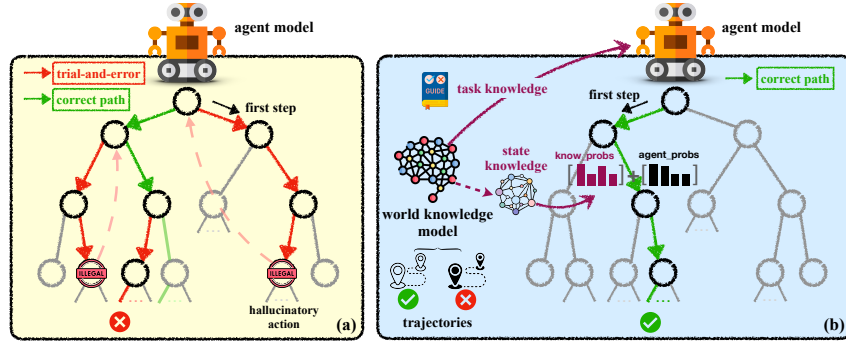 agent model
trial-and-error
correct path
first step
ILLEGAL
ILLEGAL
hallucinatory
action
(a)
agent model
correct path
GUIDE
task knowledge
first step
state
knowledge
know_probs
agent_probs
[ ] + [ ]
world knowledge
model
trajectories
(b)